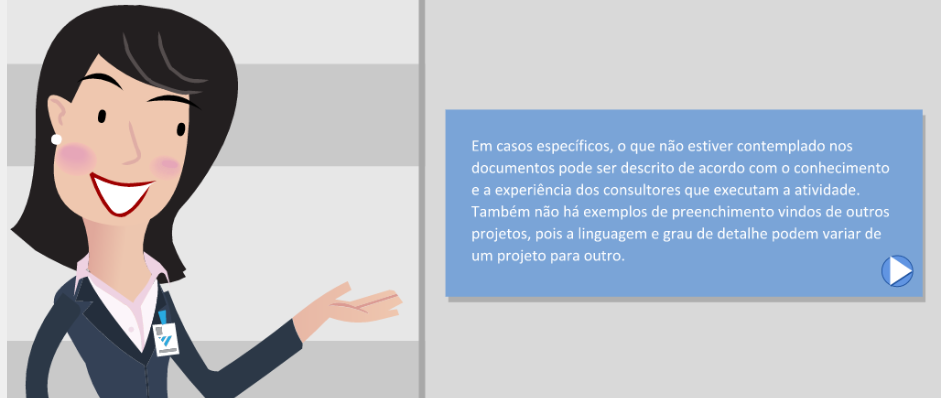 Em casos específicos, o que não estiver contemplado nos
documentos pode ser descrito de acordo com o conhecimento
e a experiência dos consultores que executam a atividade.
Também não há exemplos de preenchimento vindos de outros
projetos, pois a linguagem e grau de detalhe podem variar de
um projeto para outro.